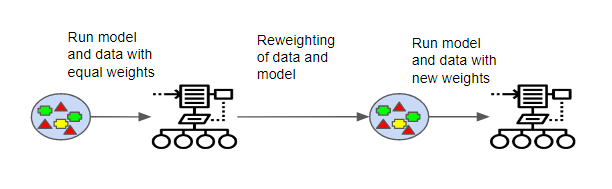 Run model
and data with
equal weights
Reweighting
of data and
model
Run model
and data with
new weights